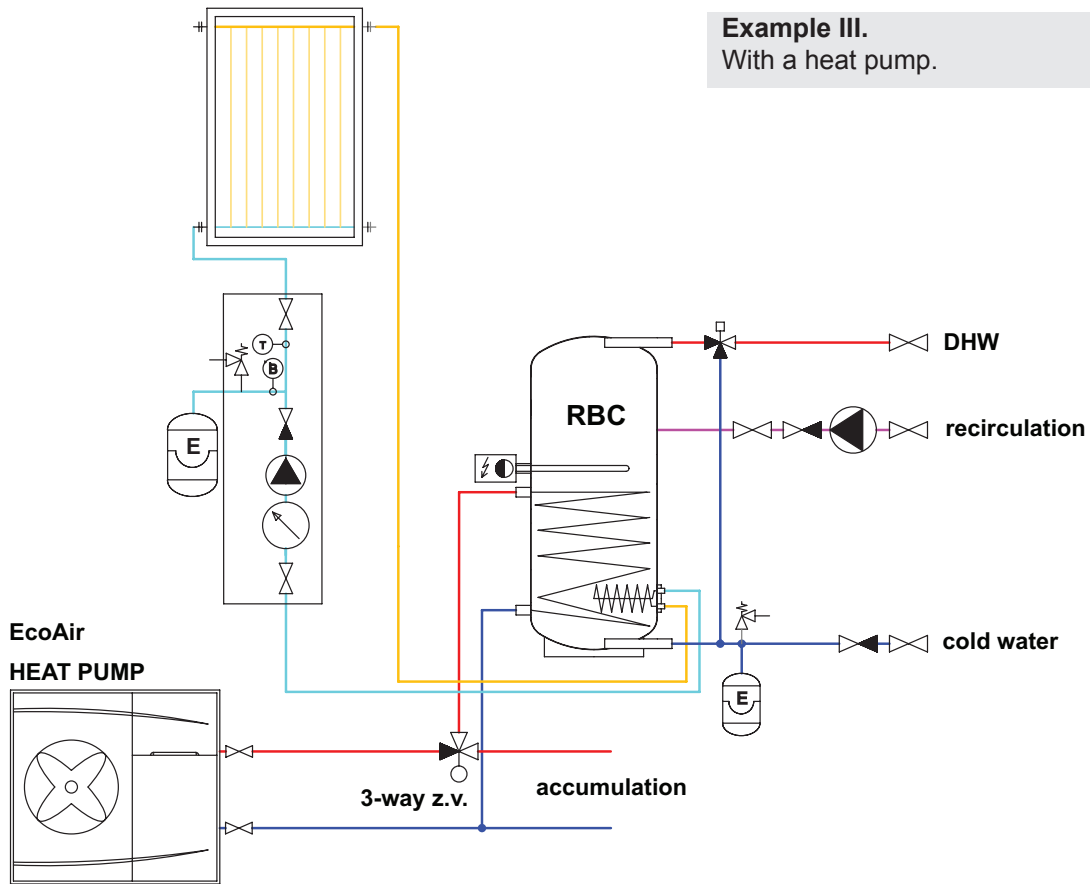 Example III.
With a heat pump.
T
B
E
RBC
DHW
recirculation
cold water
E
EcoAir
HEAT PUMP
3-way z.v.
accumulation